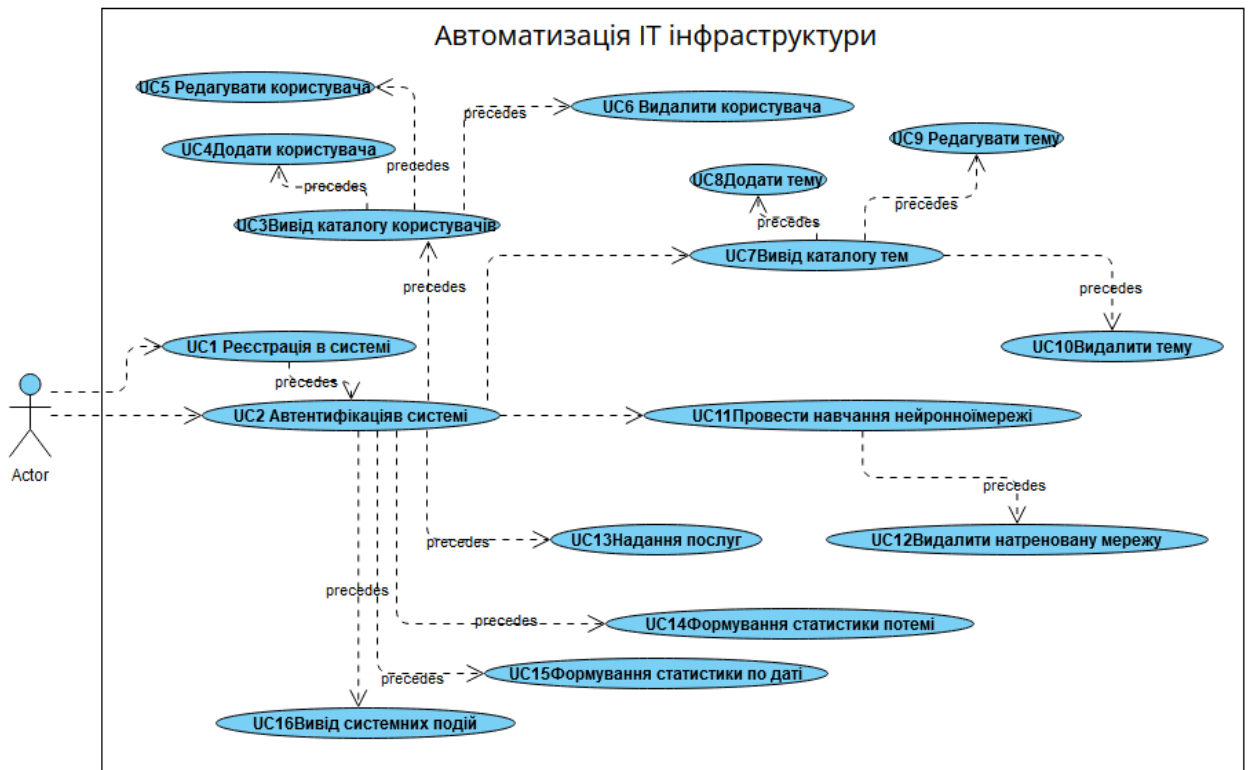 Автоматизація ІТ інфраструктури
UC5 Редагувати користувача
UC6 Видалити користувача
precedes
UC9 Редагувати тему
UC4Додати користувача
precedes
UC8Додати тему
precedes
precedes
UC3Вивід каталогу користувачів
precedes
UC7Вивід каталогу тем
precedes
precedes
UC1 Реєстрація в системі
UC10Видалити тему
precedes
UC2 Автентифікаціяв системі
UC11Провести навчання нейронноїмережі
Actor
precedes
precedes
UC13Надання послуг
UC12Видалити натреновану мережу
precedes
precedes
UC14Формування статистики потемі
precedes
UC15Формування статистики по даті
UC16Вивід системних подій